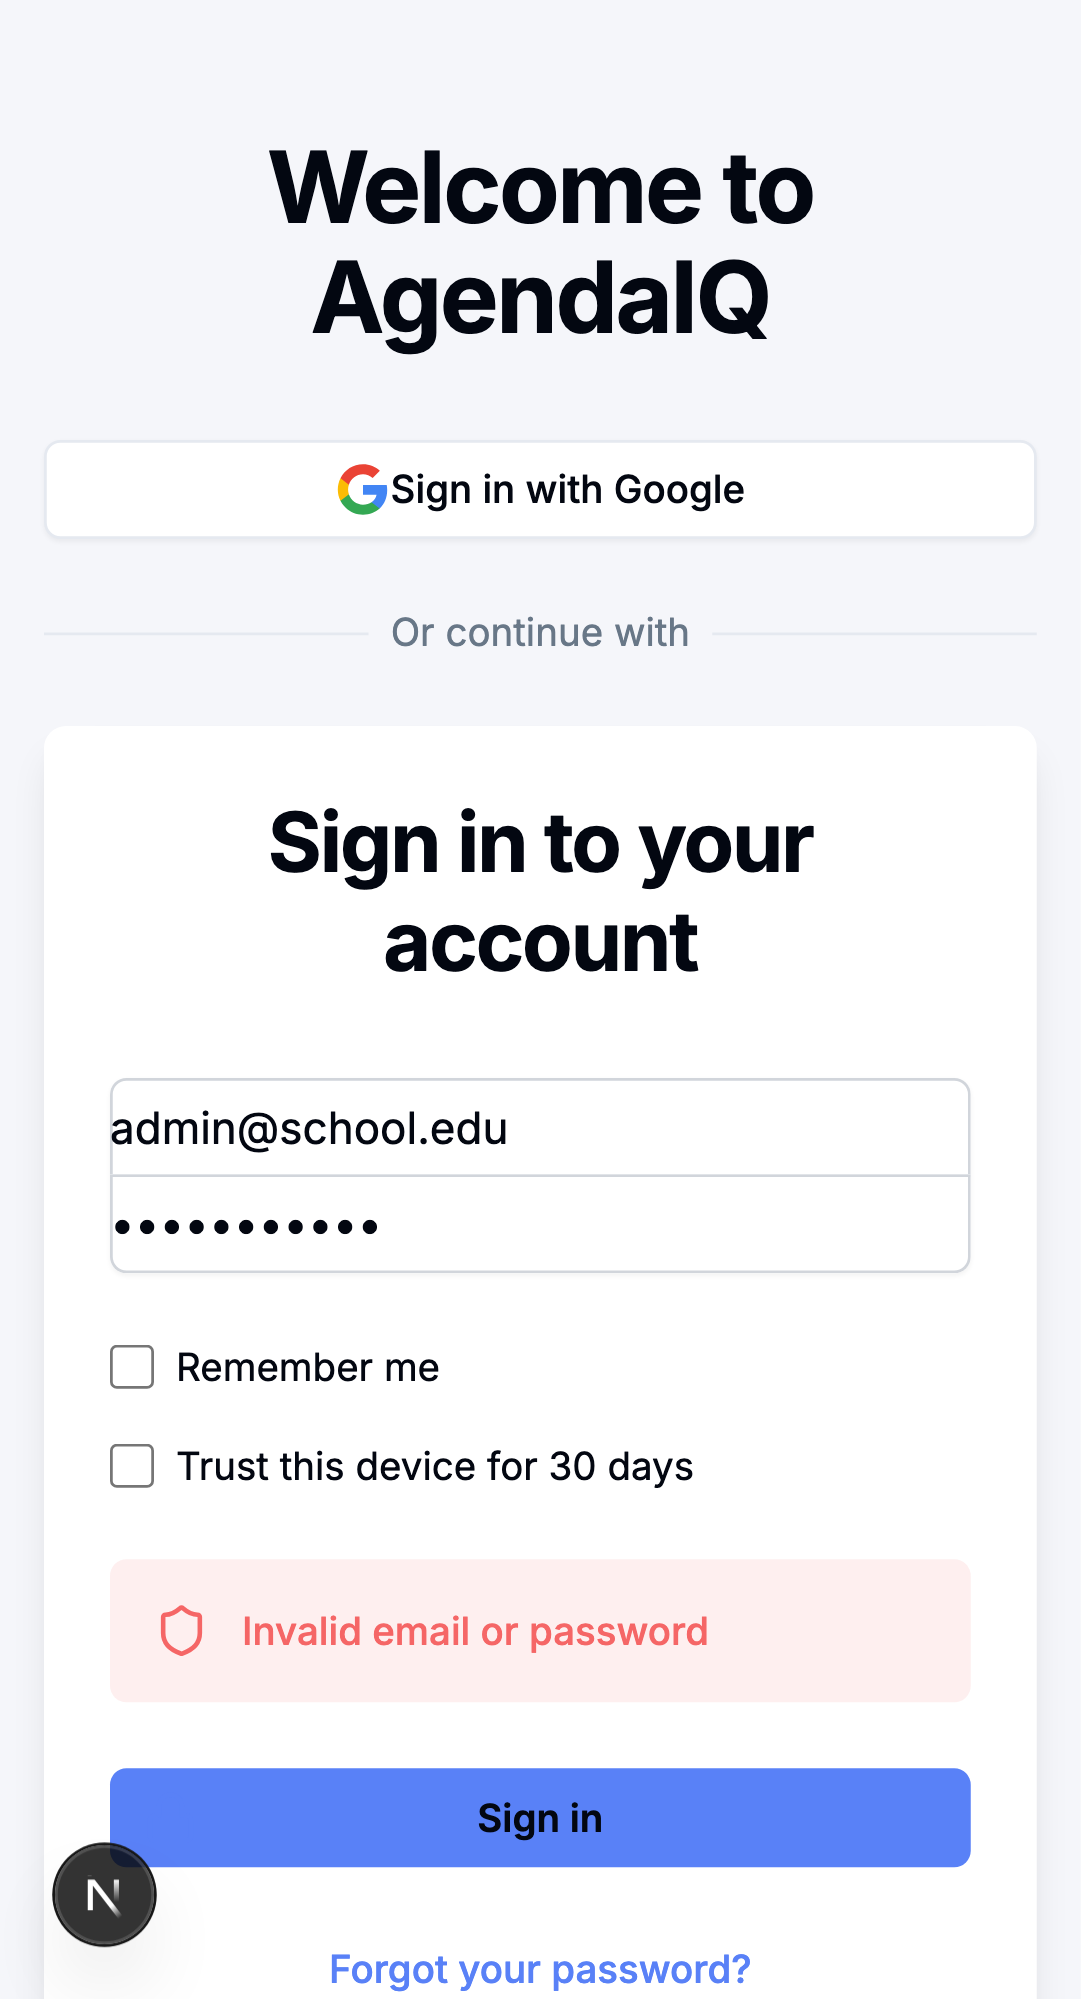 Welcome to
AgendaIQ
Sign in with Google
Or continue with
Sign in to your
account
admin@school.edu
•••••••••••
Remember me
Trust this device for 30 days
Invalid email or password
Sign in
N
Forgot your password?